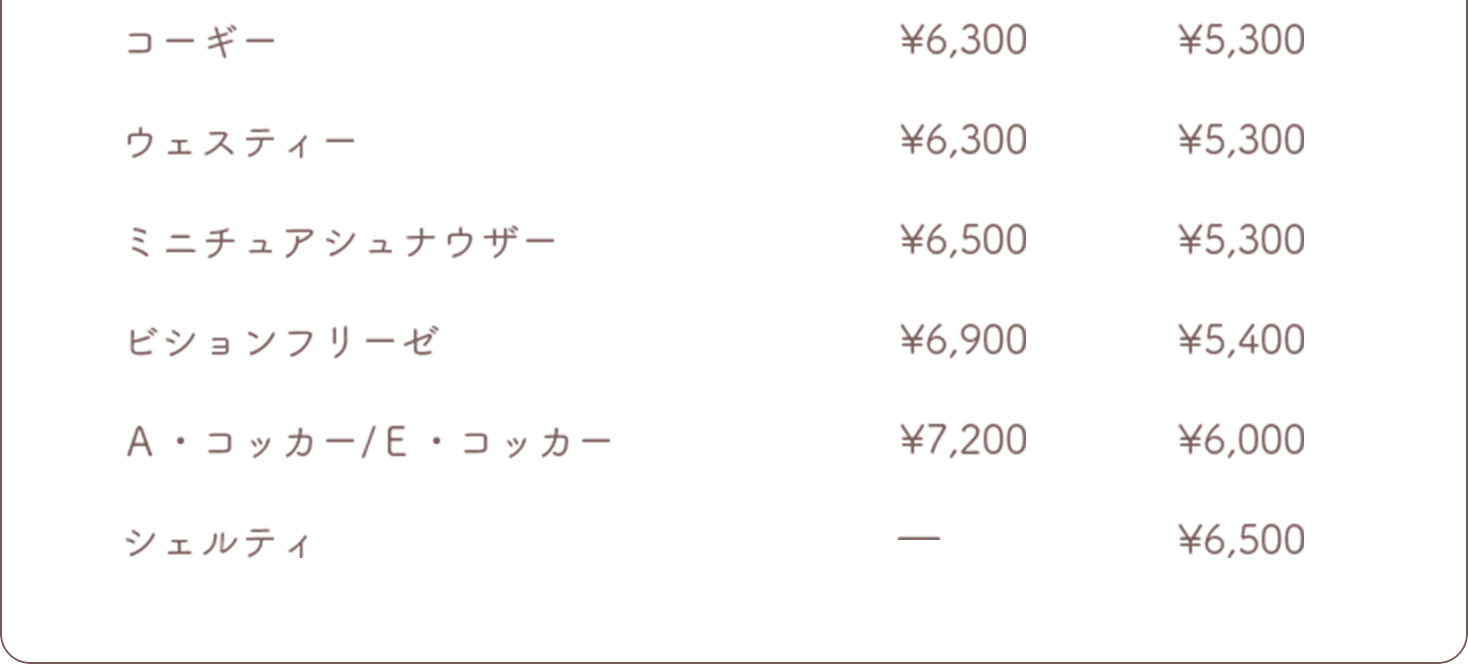 コーギー ¥6,300 ¥5,300
ウェスティー ¥6,300 ¥5,300
ミニチュアシュナウザー ¥6,500 ¥5,300
ビションフリーゼ ¥6,900 ¥5,400
A・コッカー/E・コッカー ¥7,200 ¥6,000
シェルティ — ¥6,500